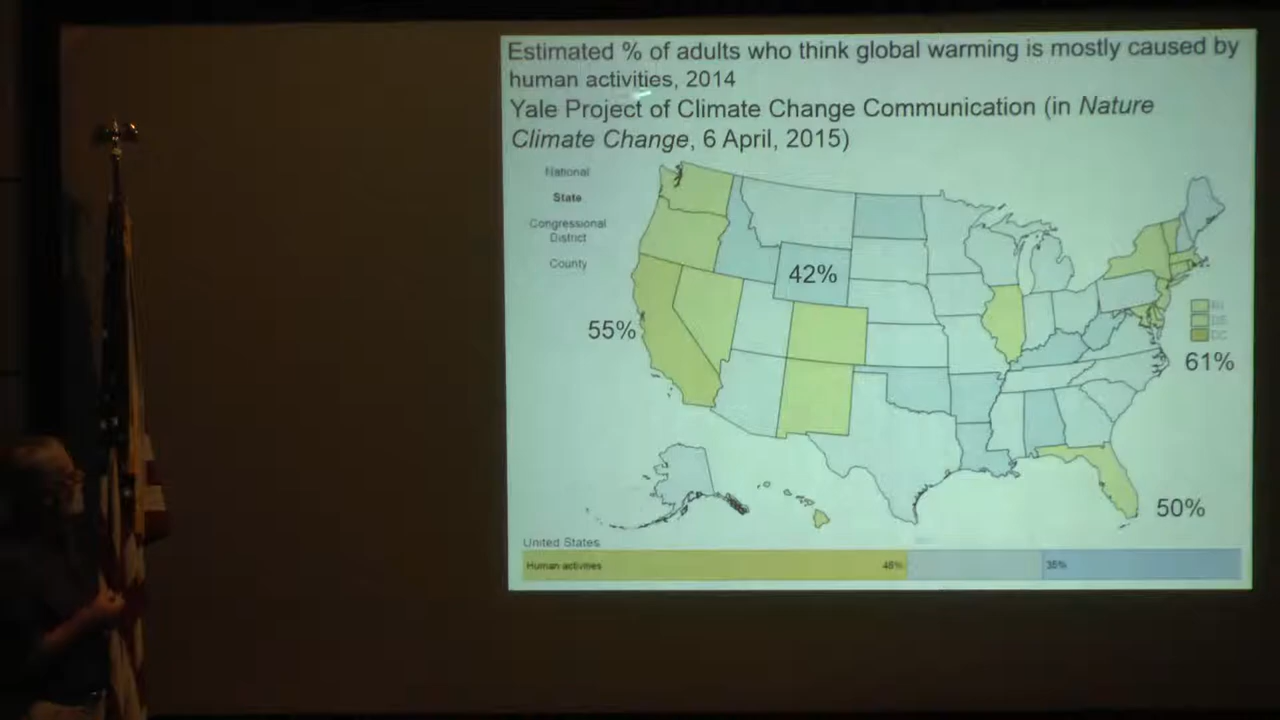 Estimated % of adults who think global warming is mostly caused by
human activities, 2014
Yale Project of Climate Change Communication (in Nature
Climate Change, 6 April, 2015)
National
State
Congressional
District
County
42%
55%
61%
50%
United States
Human activities 48% 35%